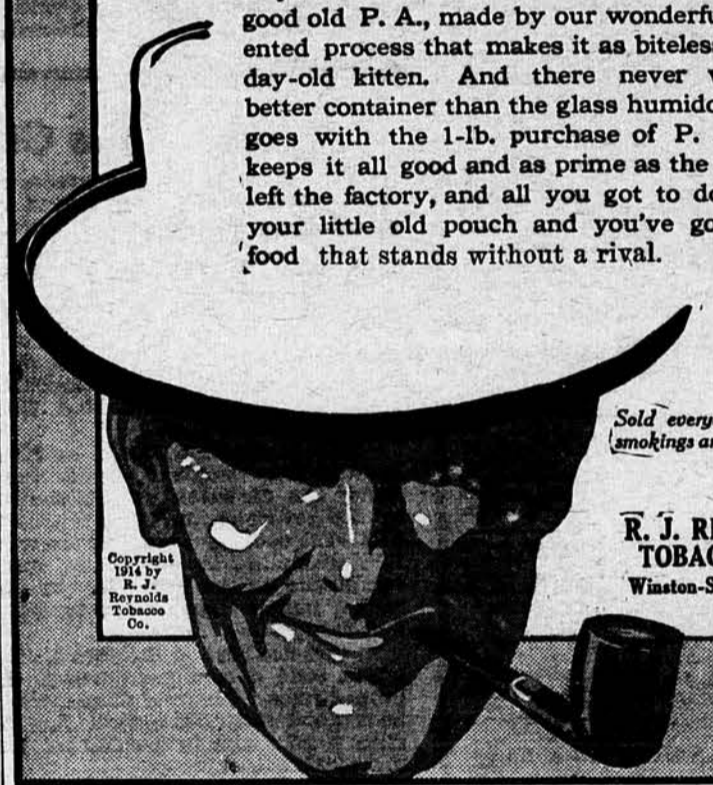 good old P. A., made by our wonderfu
ented process that makes it as biteles
day-old kitten. And there never
better container than the glass humido
goes with the 1-lb. purchase of P.
keeps it all good and as prime as the
left the factory, and all you got to do
your little old pouch and you've go
food that stands without a rival.
Sold every
smokings a
R. J. RE
TOBAC
Winston-S
Copyright
1914 by
R. J.
Reynolds
Tobacco
Co.